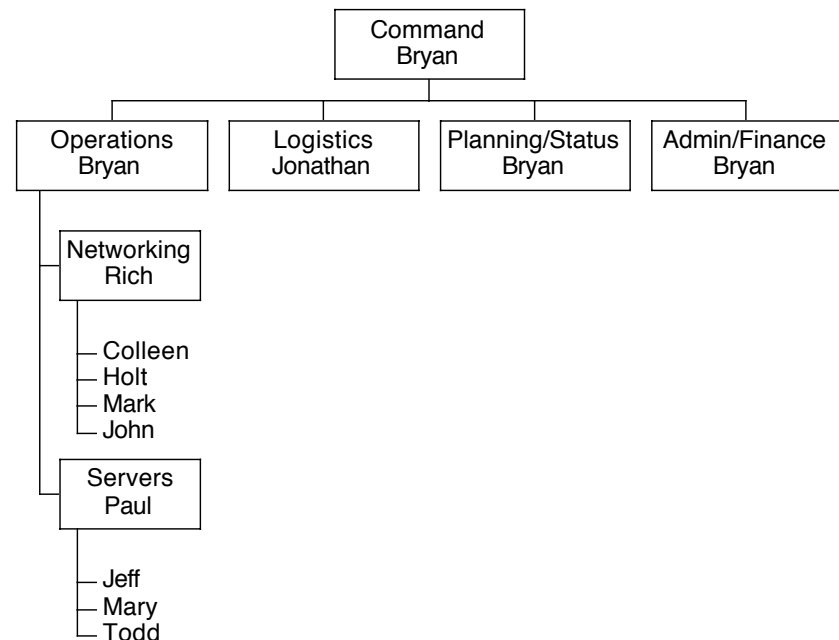 Command
Bryan
Operations
Bryan
Logistics
Jonathan
Planning/Status
Bryan
Admin/Finance
Bryan
Networking
Rich
Colleen
Holt
Mark
John
Servers
Paul
Jeff
Mary
Todd